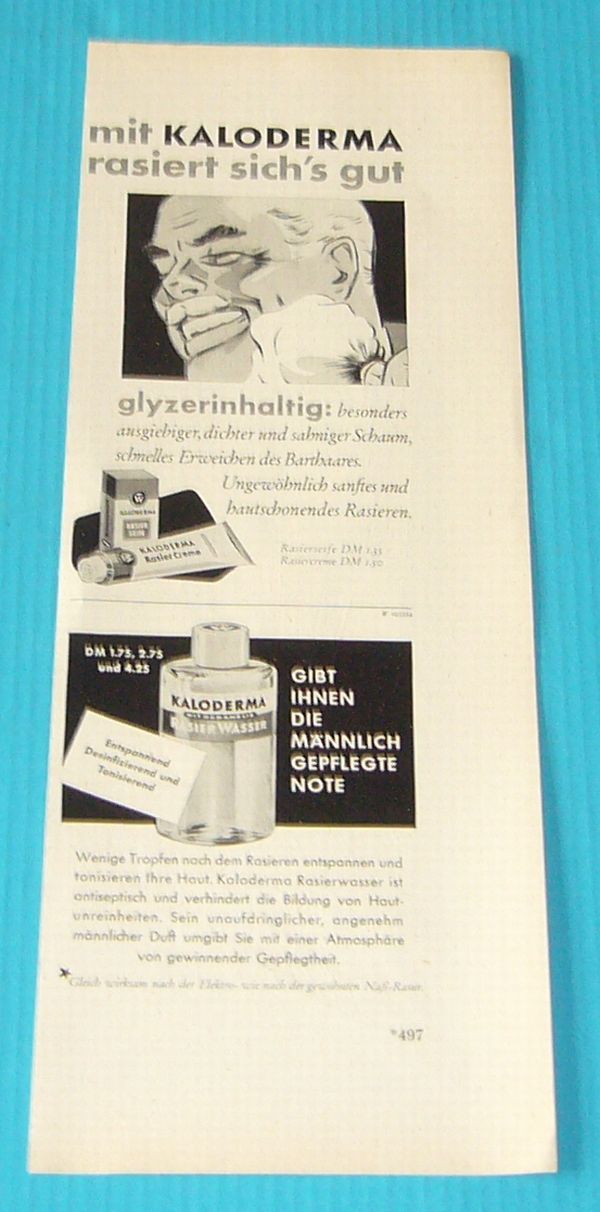 mit KALODERMA
rasiert sich's gut
glyzerinhaltig: besonders
ausgiebiger, dichter und sahniger Schaum,
schnelles Erweichen des Barthaares.
Ungewöhnlich sanftes und
hautschonendes Rasieren.
KALODERMA
RASIER
SEIFE
KALODERMA
RasierCreme
Rasierseife DM 1.35
Rasiercreme DM 1.50
DM 1.75, 2.75
und 4.25
KALODERMA
RASIER WASSER
Entspannend
Desinfizierend und
Tonisierend
GIBT
IHNEN
DIE
MÄNNLICH
GEPFLEGTE
NOTE
Wenige Tropfen nach dem Rasieren entspannen und
tonisieren Ihre Haut. Kaloderma Rasierwasser ist
antiseptisch und verhindert die Bildung von Haut-
unreinheiten. Sein unaufdringlicher, angenehm
männlicher Duft umgibt Sie mit einer Atmosphäre
von gewinnender Gepflegtheit.
*Gleich wirksam nach der Elektro- wie nach der gewohnten Naß-Rasur.
*497